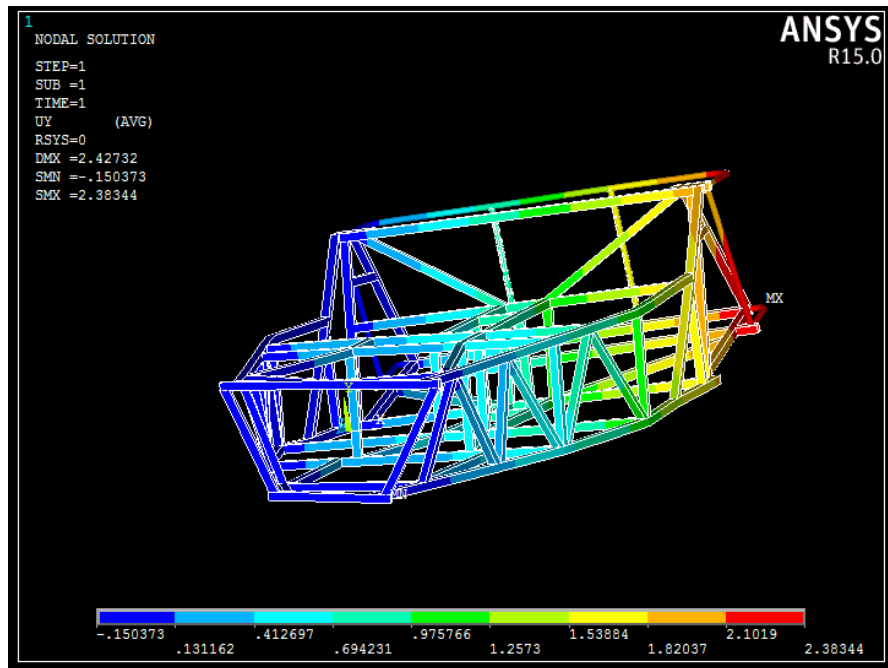 1
NODAL SOLUTION
STEP=1
SUB =1
TIME=1
UY (AVG)
RSYS=0
DMX =2.42732
SMN =-.150373
SMX =2.38344
ANSYS
R15.0
MX
Y
X
MN
-.150373 .412697 .975766 1.53884 2.1019
.131162 .694231 1.2573 1.82037 2.38344